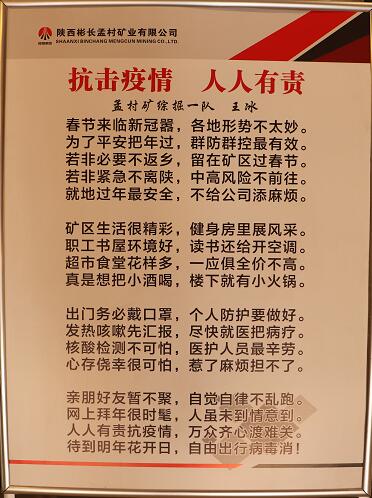 陕西彬长孟村矿业有限公司
SHAANXI BINCHANG MENGCUN MINING CO.,LTD.
抗击疫情 人人有责
孟村矿综掘一队 王冰
春节来临新冠嚣，各地形势不太妙。
为了平安把年过，群防群控最有效。
若非必要不返乡，留在矿区过春节。
若非紧急不离陕，中高风险不前往。
就地过年最安全，不给公司添麻烦。
矿区生活很精彩，健身房里展风采。
职工书屋环境好，读书还给开空调。
超市食堂花样多，一应俱全价不高。
真是想把小酒喝，楼下就有小火锅。
出门务必戴口罩，个人防护要做好。
发热咳嗽先汇报，尽快就医把病疗。
核酸检测不可怕，医护人员最辛劳。
心存侥幸很可怕，惹了麻烦担不了。
亲朋好友暂不聚，自觉自律不乱跑。
网上拜年很时髦，人虽未到情意到。
人人有责抗疫情，万众齐心渡难关。
待到明年花开日，自由出行病毒消！